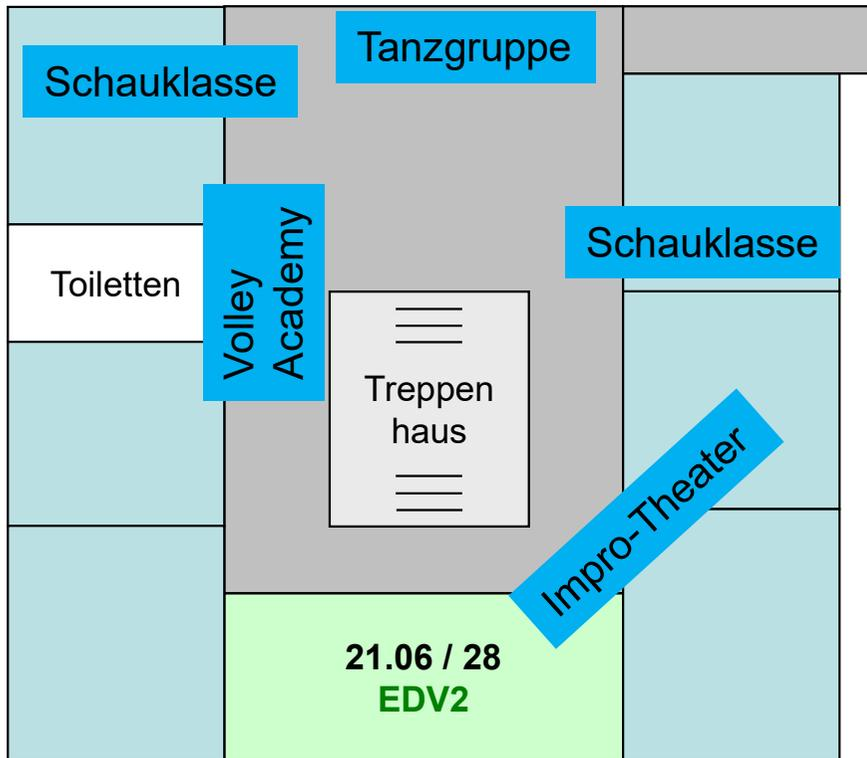 Tanzgruppe
Schauklasse
Volley
Academy
Schauklasse
Toiletten
Treppen
haus
Impro-Theater
21.06 / 28
EDV2